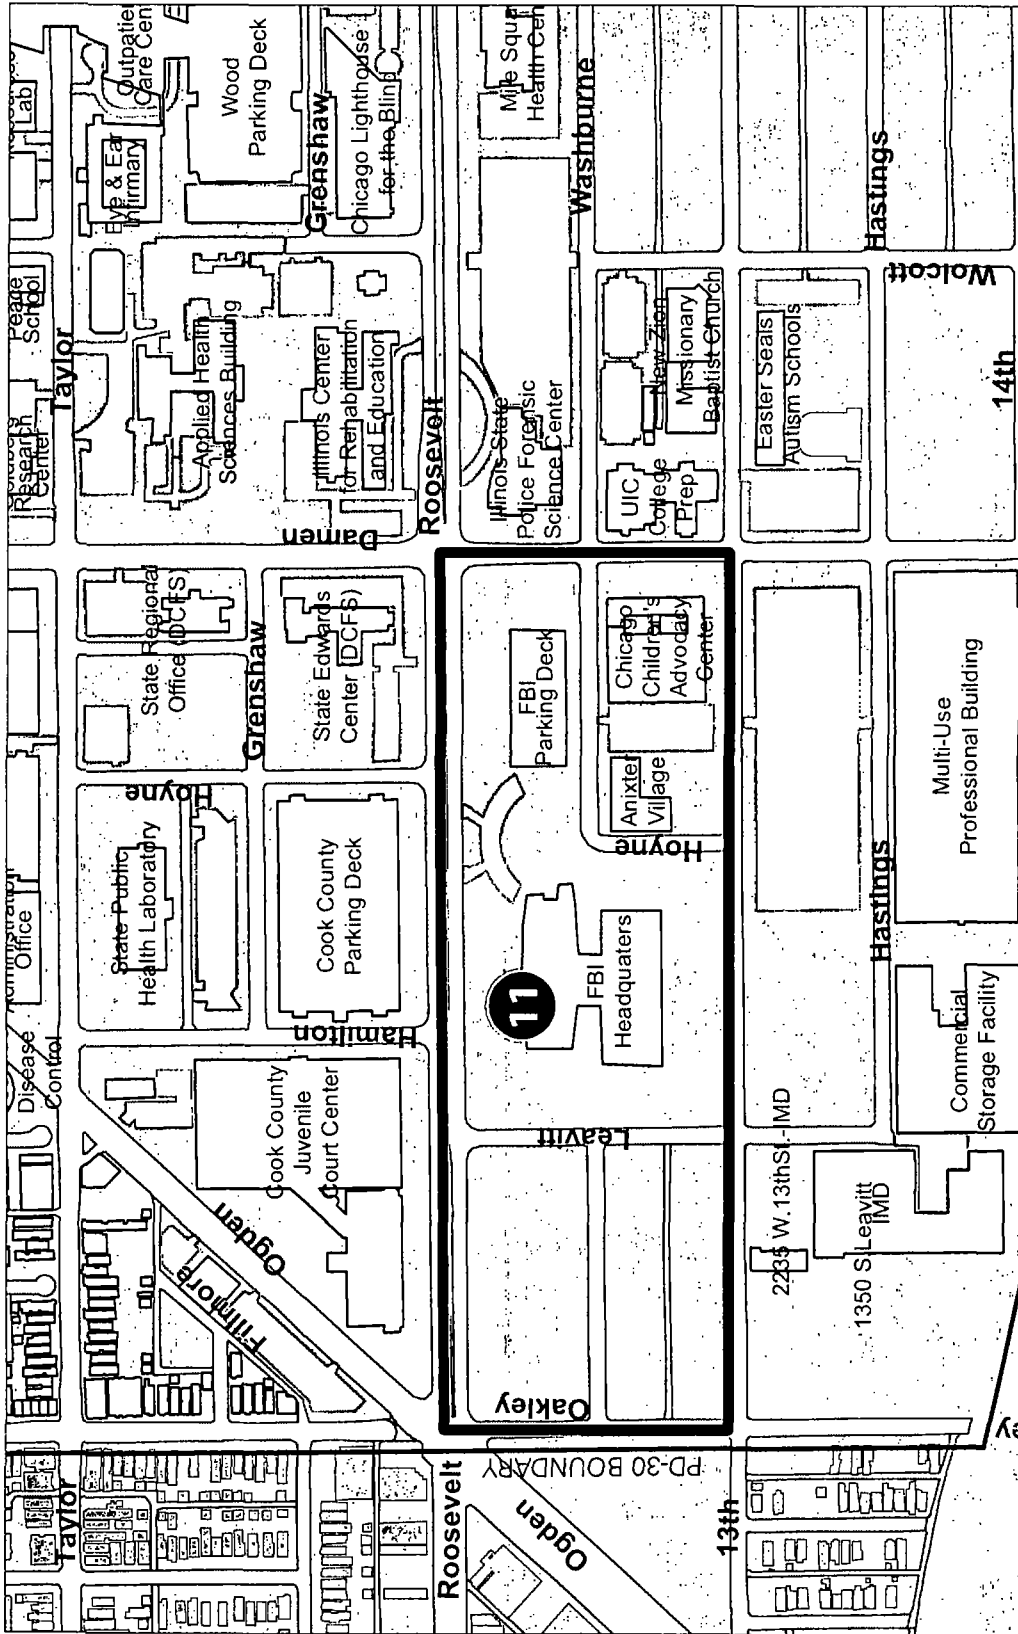 Lab
Outpatien
Care Cen
Eye & Ear
Infirmary
Wood
Parking Deck
Grenshaw
Chicago Lighthouse
for the Blind
Mile Squa
Health Cen
Washburne
Hastings
Wolcott
Peace
School
Taylor
Research
Center
Applied Health
Sciences Building
Illinois Center
for Rehabilitation
and Education
Roosevelt
Damen
Illinois State
Police Forensic
Science Center
New Zion
Missionary
Baptist Church
UIC
College
Prep
Easter Seals
Autism Schools
14th
State Regional
Office (DCFS)
Grenshaw
State Edwards
Center (DCFS)
FBI
Parking Deck
Chicago
Children's
Advocacy
Center
Anixter
Village
Hoyne
Hoyne
State Public
Health Laboratory
Cook County
Parking Deck
Hamilton
11
FBI
Headquaters
Hastings
Multi-Use
Professional Building
Administration
Office
Disease
Control
Cook County
Juvenile
Court Center
Leavitt
2235 W.13thSt.-IMD
1350 S.Leavitt
IMD
Commercial
Storage Facility
Ogden
Fillmore
Oakley
PD-30 BOUNDARY
Taylor
Roosevelt
Ogden
13th
ey